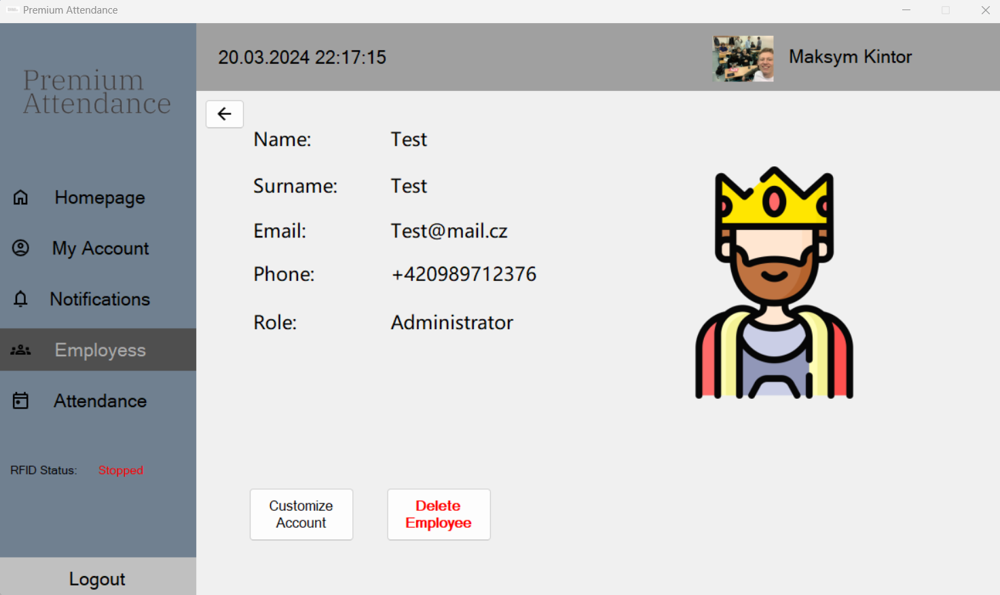 Premium Attendance
Premium
Attendance
20.03.2024 22:17:15
Maksym Kintor
Homepage
My Account
Notifications
Employess
Attendance
RFID Status: Stopped
Logout
Name: Test
Surname: Test
Email: Test@mail.cz
Phone: +420989712376
Role: Administrator
Customize
Account
Delete
Employee